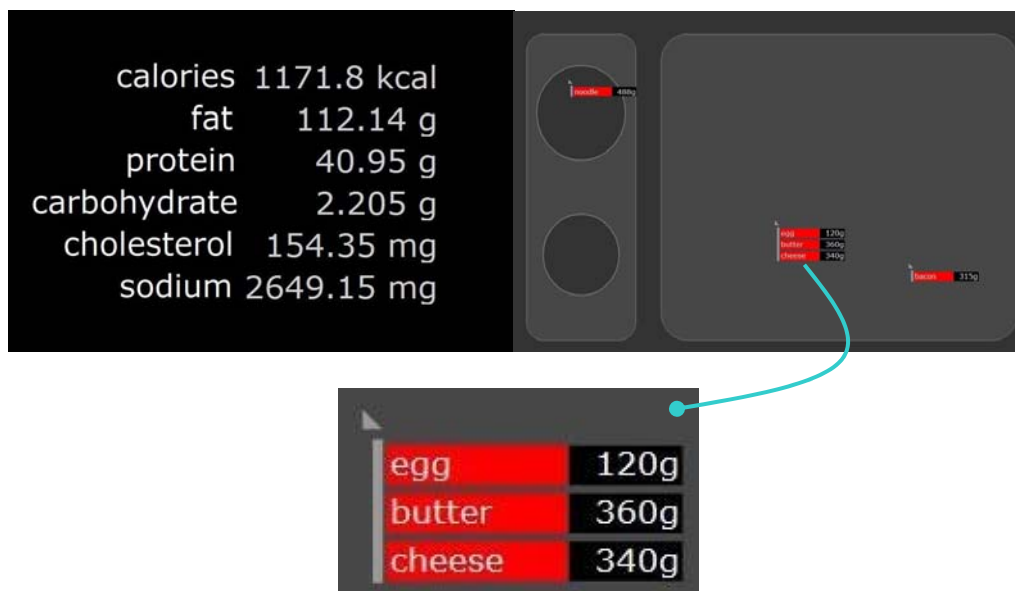 calories 1171.8 kcal
fat 112.14 g
protein 40.95 g
carbohydrate 2.205 g
cholesterol 154.35 mg
sodium 2649.15 mg
noodle 488g
egg 120g
butter 360g
cheese 340g
bacon 315g
egg 120g
butter 360g
cheese 340g